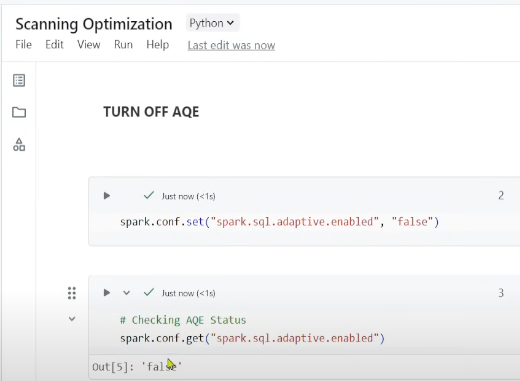 Scanning Optimization Python
File Edit View Run Help Last edit was now
TURN OFF AQE
Just now (<1s) 2
spark.conf.set("spark.sql.adaptive.enabled", "false")
Just now (<1s) 3
# Checking AQE Status
spark.conf.get("spark.sql.adaptive.enabled")
Out[5]: 'false'